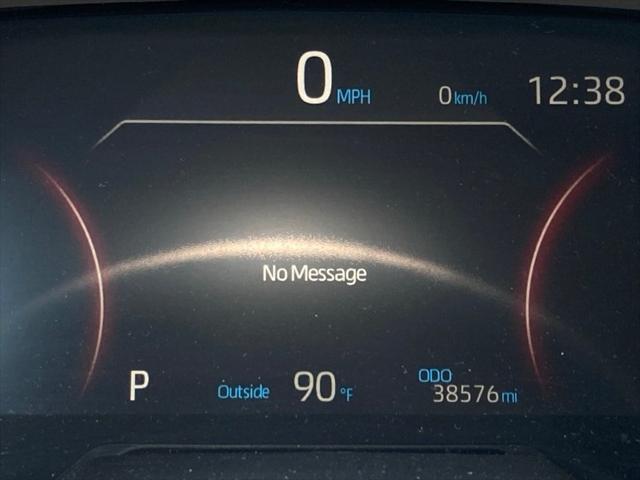 0 MPH 0 km/h 12:38
No Message
P Outside 90 °F ODO
38576 mi